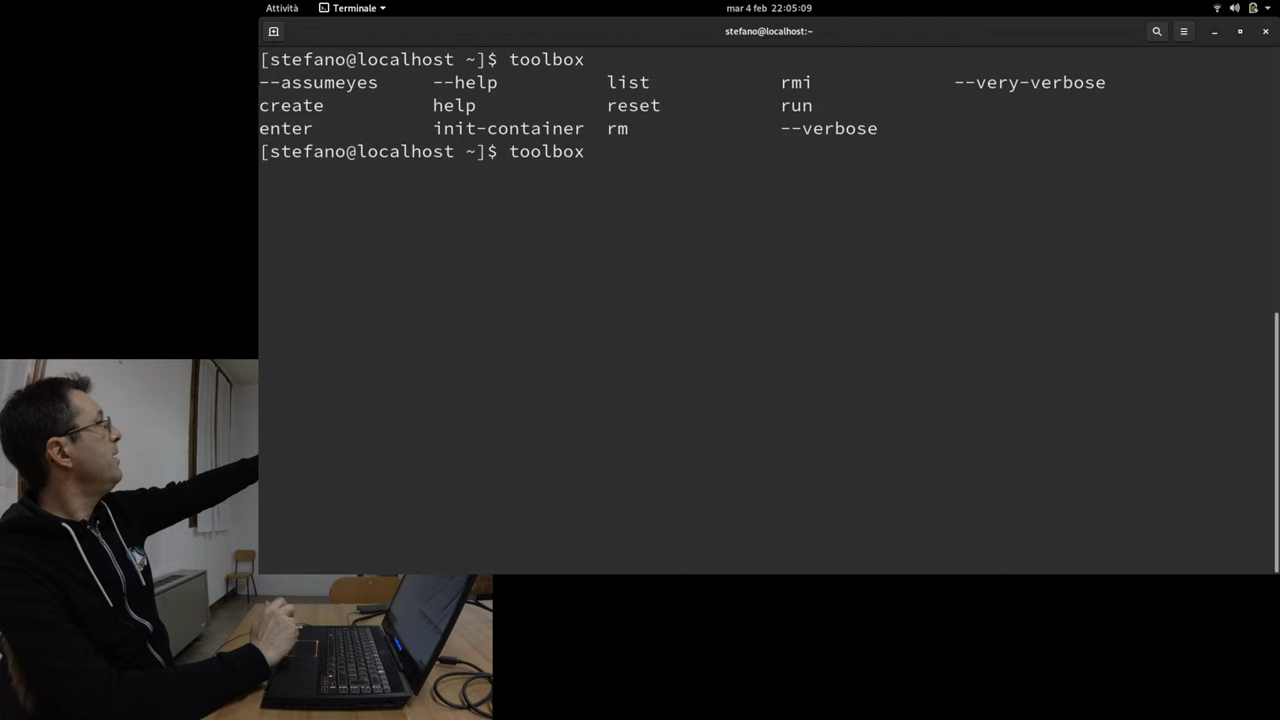 Attività Terminale mar 4 feb 22:05:09
stefano@localhost:~
[stefano@localhost ~]$ toolbox
--assumeyes --help list rmi --very-verbose
create help reset run
enter init-container rm --verbose
[stefano@localhost ~]$ toolbox